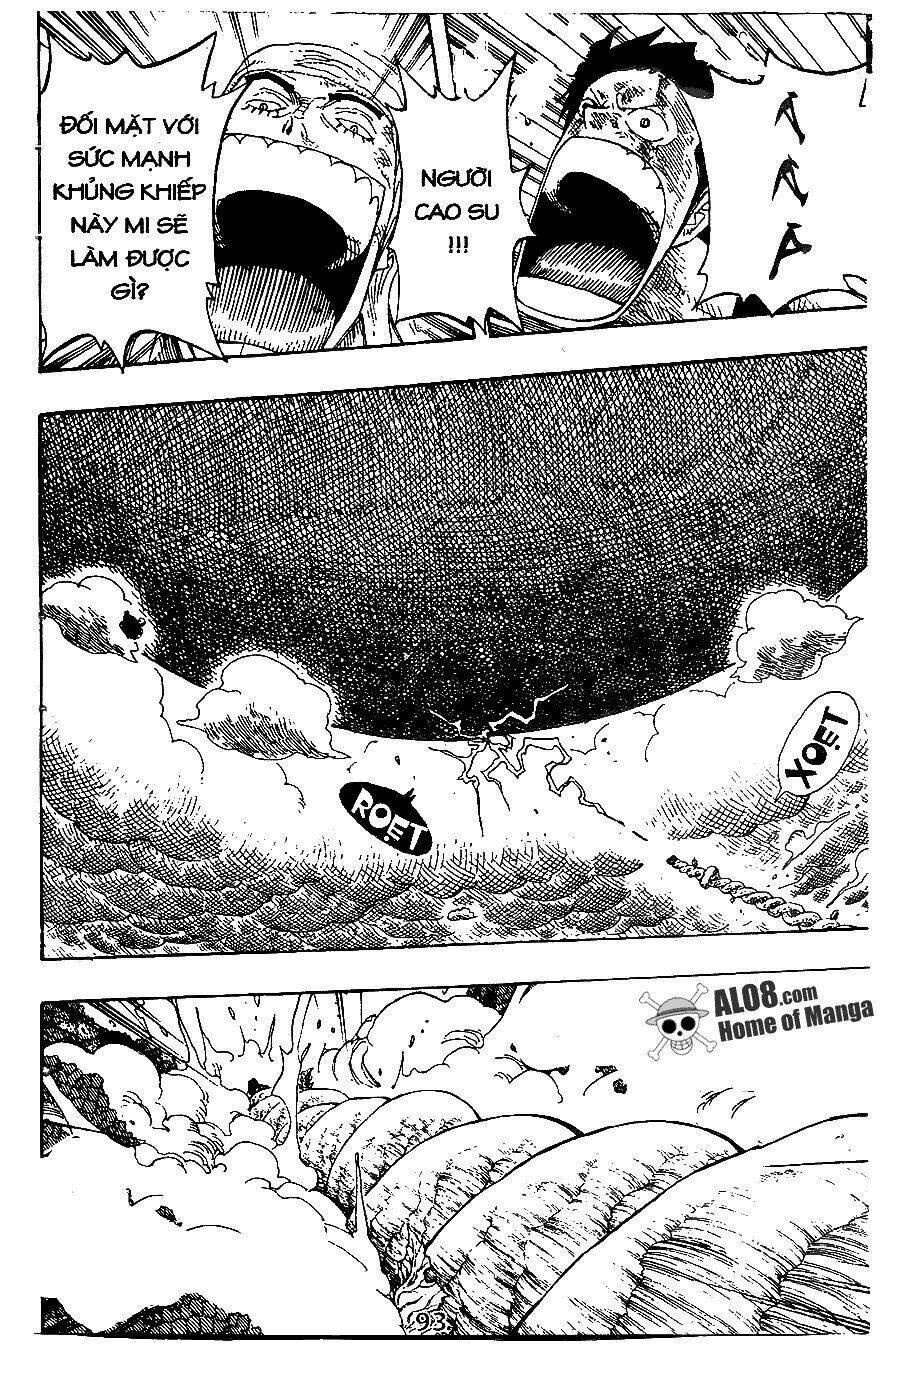 A
A
A
A
NGƯỜI
CAO SU
!!!
ĐỐI MẶT VỚI
SỨC MẠNH
KHỦNG KHIẾP
NÀY MI SẼ
LÀM ĐƯỢC
GÌ?
XOẸT
ROẸT
ALO8.com
Home of Manga
93